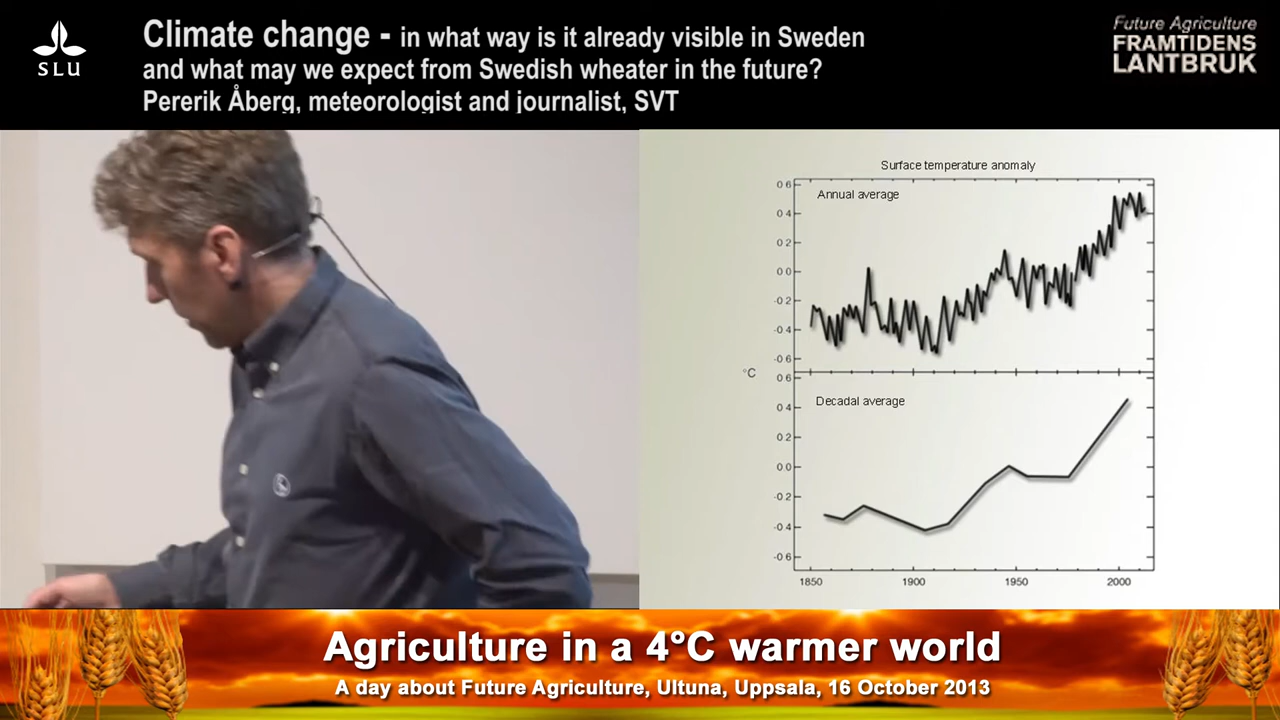 SLU
Climate change - in what way is it already visible in Sweden
and what may we expect from Swedish wheater in the future?
Pererik Åberg, meteorologist and journalist, SVT
Future Agriculture
FRAMTIDENS
LANTBRUK
Surface temperature anomaly
Annual average
0 6
0 4
0 2
0 0
-0 2
-0 4
-0 6
°C
Decadal average
0 6
0 4
0 2
0.0
-0 2
-0 4
-0 6
1850
1900
1950
2000
Agriculture in a 4°C warmer world
A day about Future Agriculture, Ultuna, Uppsala, 16 October 2013